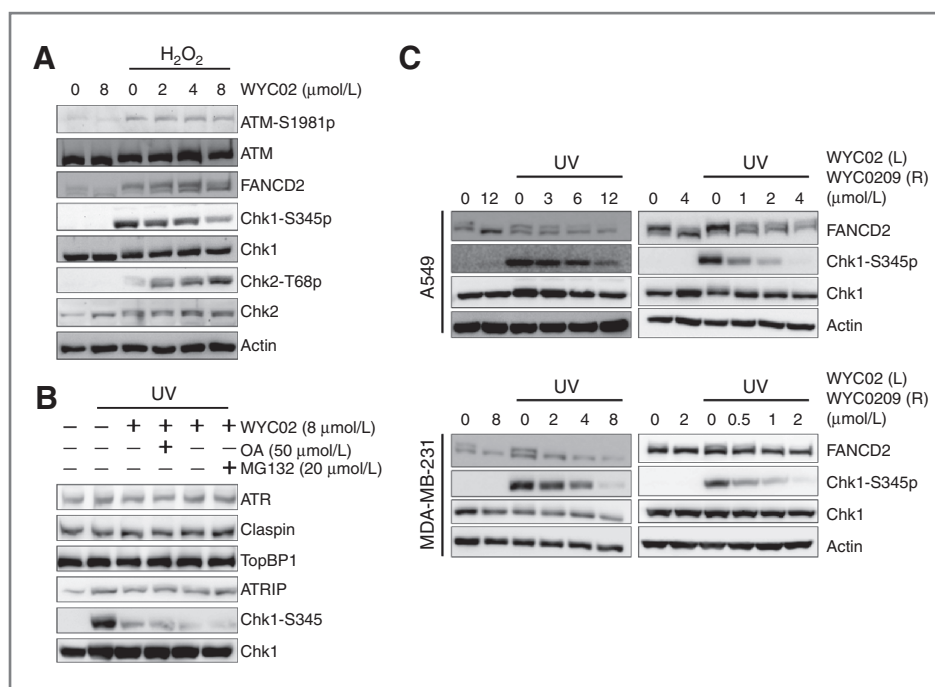 A
H2O2
0 8 0 2 4 8 WYC02 (μmol/L)
ATM-S1981p
ATM
FANCD2
Chk1-S345p
Chk1
Chk2-T68p
Chk2
Actin
B
UV
– – + + + + WYC02 (8 μmol/L)
– – – + – – OA (50 μmol/L)
– – – – – + MG132 (20 μmol/L)
ATR
Claspin
TopBP1
ATRIP
Chk1-S345
Chk1
C
UV UV WYC02 (L)
WYC0209 (R)
0 12 0 3 6 12 0 4 0 1 2 4 (μmol/L)
A549
FANCD2
Chk1-S345p
Chk1
Actin
UV UV WYC02 (L)
WYC0209 (R)
0 8 0 2 4 8 0 2 0 0.5 1 2 (μmol/L)
MDA-MB-231
FANCD2
Chk1-S345p
Chk1
Actin